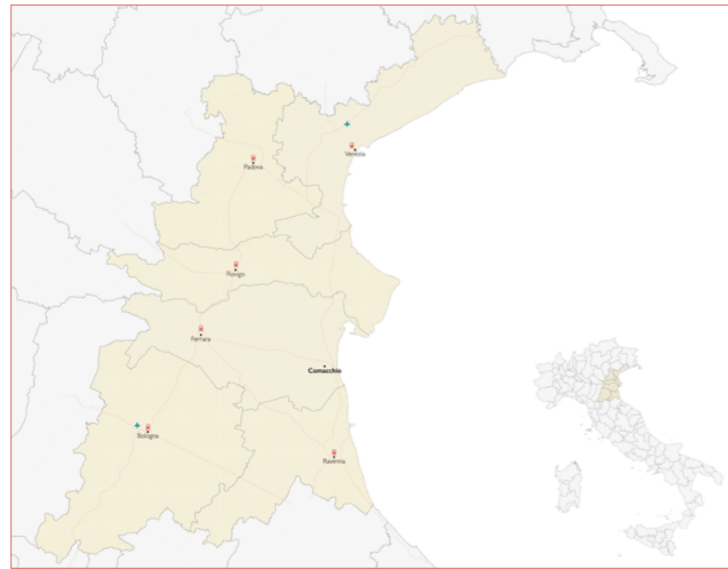 Venezia
Padova
Rovigo
Ferrara
Comacchio
Bologna
Ravenna